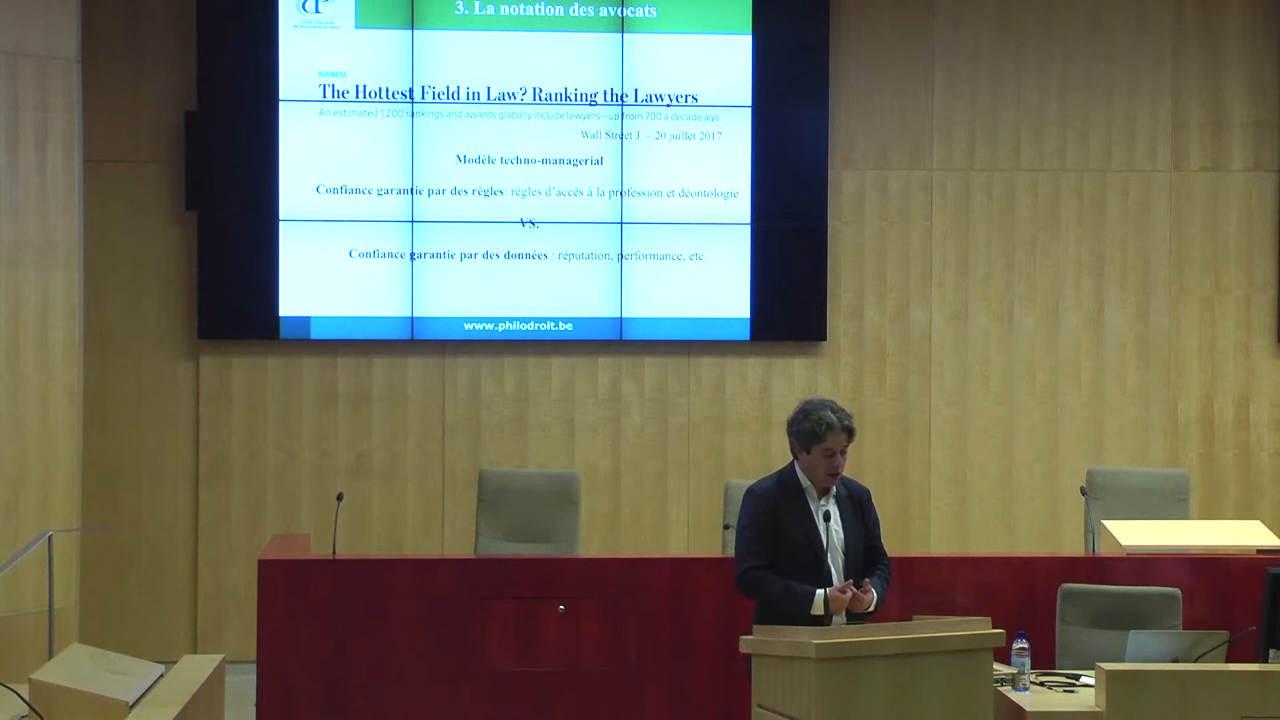 3. La notation des avocats
BUSINESS
The Hottest Field in Law? Ranking the Lawyers
An estimated 1,200 rankings and awards globally include lawyers—up from 700 a decade ago
Wall Street J. – 20 juillet 2017
Modèle techno-managerial
Confiance garantie par des règles: règles d'accès à la profession et déontologie
VS.
Confiance garantie par des données : réputation, performance, etc.
www.philodroit.be